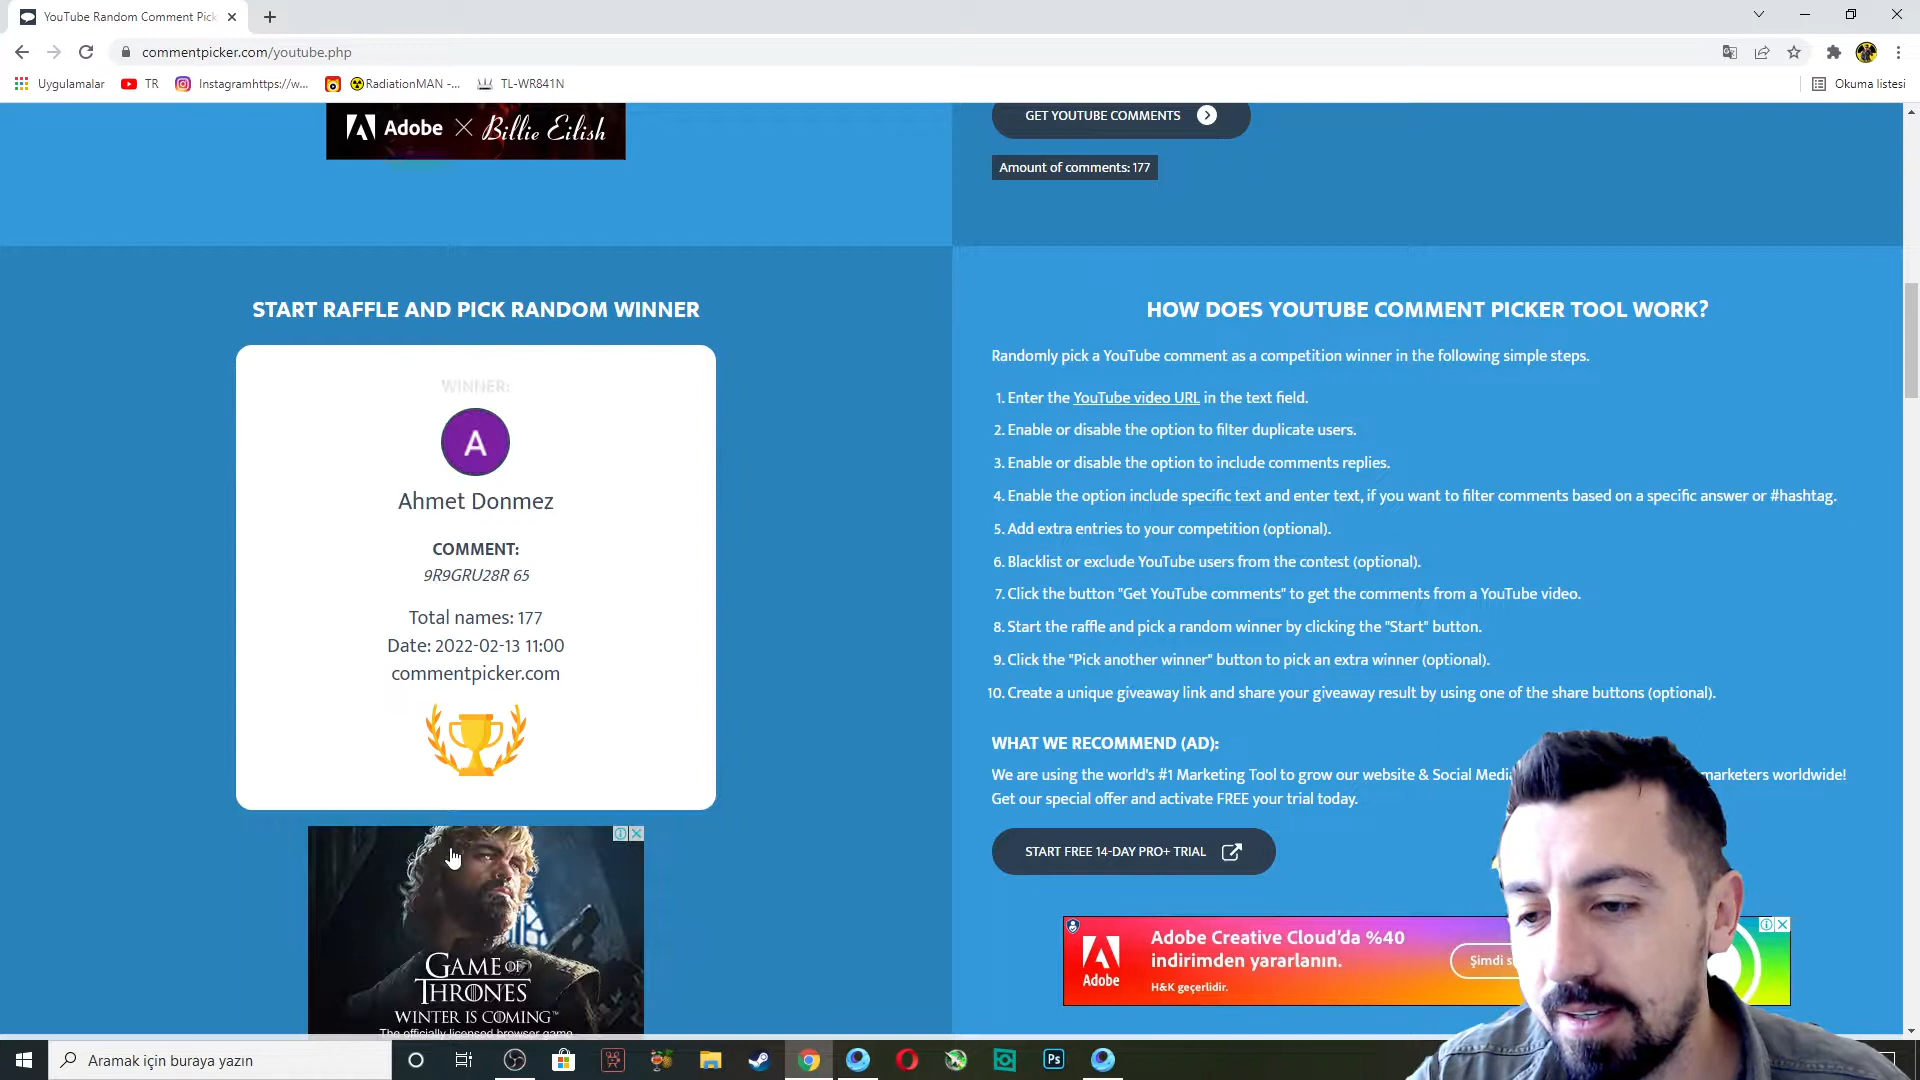 YouTube Random Comment Pick
commentpicker.com/youtube.php
Uygulamalar
TR
Instagramhttps://w...
RadiationMAN -...
TL-WR841N
Okuma listesi
Adobe X Billie Eilish
GET YOUTUBE COMMENTS
Amount of comments: 177
START RAFFLE AND PICK RANDOM WINNER
WINNER:
A
Ahmet Donmez
COMMENT:
9R9GRU28R 65
Total names: 177
Date: 2022-02-13 11:00
commentpicker.com
GAME OF
THRONES
WINTER IS COMING™
The officially licensed browser game
HOW DOES YOUTUBE COMMENT PICKER TOOL WORK?
Randomly pick a YouTube comment as a competition winner in the following simple steps.
1. Enter the YouTube video URL in the text field.
2. Enable or disable the option to filter duplicate users.
3. Enable or disable the option to include comments replies.
4. Enable the option include specific text and enter text, if you want to filter comments based on a specific answer or #hashtag.
5. Add extra entries to your competition (optional).
6. Blacklist or exclude YouTube users from the contest (optional).
7. Click the button "Get YouTube comments" to get the comments from a YouTube video.
8. Start the raffle and pick a random winner by clicking the "Start" button.
9. Click the "Pick another winner" button to pick an extra winner (optional).
10. Create a unique giveaway link and share your giveaway result by using one of the share buttons (optional).
WHAT WE RECOMMEND (AD):
We are using the world's #1 Marketing Tool to grow our website & Social Medi marketers worldwide!
Get our special offer and activate FREE your trial today.
START FREE 14-DAY PRO+ TRIAL
Adobe
Adobe Creative Cloud'da %40
indirimden yararlanın.
H&K geçerlidir.
Şimdi s
Aramak için buraya yazın
Ps